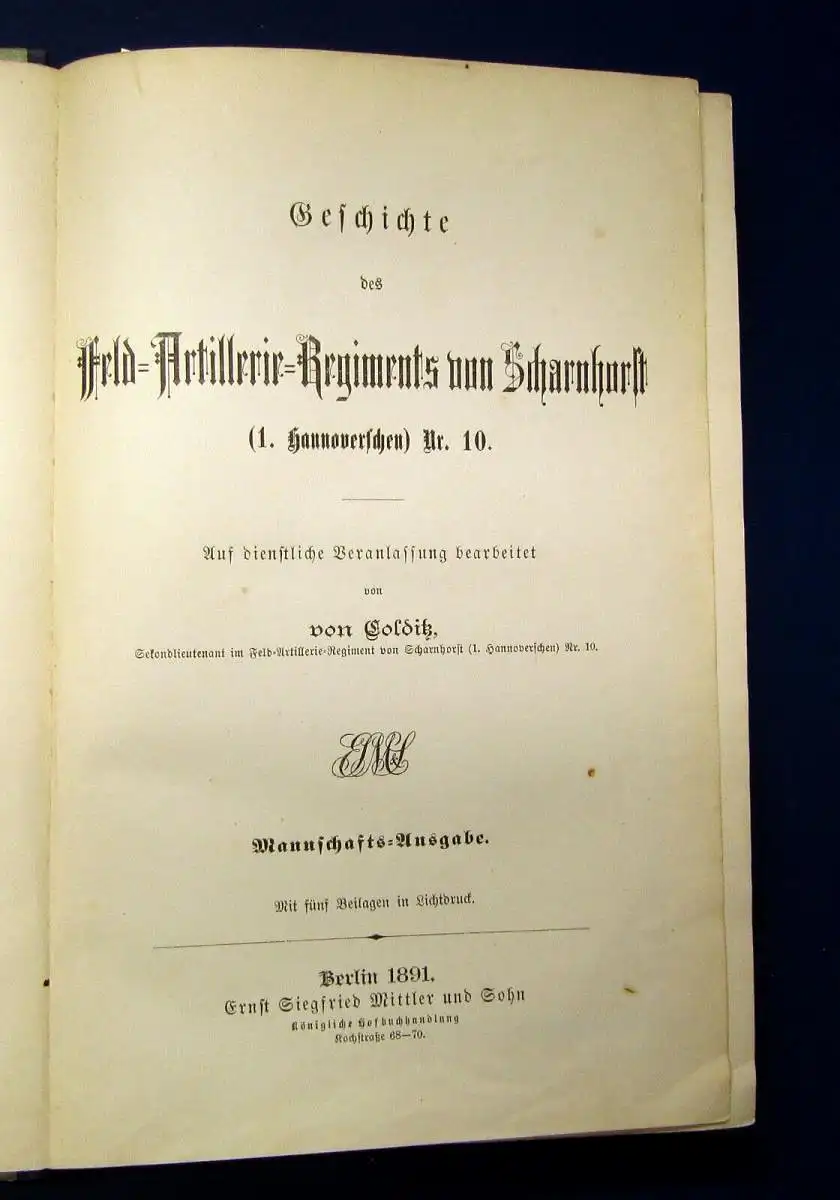 Geschichte
des
Feld-Artillerie-Regiments von Scharnhorst
(1. Hannoverschen) Nr. 10.
Auf dienstliche Veranlassung bearbeitet
von
von Colditz,
Sekondlieutenant im Feld-Artillerie-Regiment von Scharnhorst (1. Hannoverschen) Nr. 10.
Mannschafts-Ausgabe.
Mit fünf Beilagen in Lichtdruck.
Berlin 1891.
Ernst Siegfried Mittler und Sohn
Königliche Hofbuchhandlung
Kochstraße 68—70.